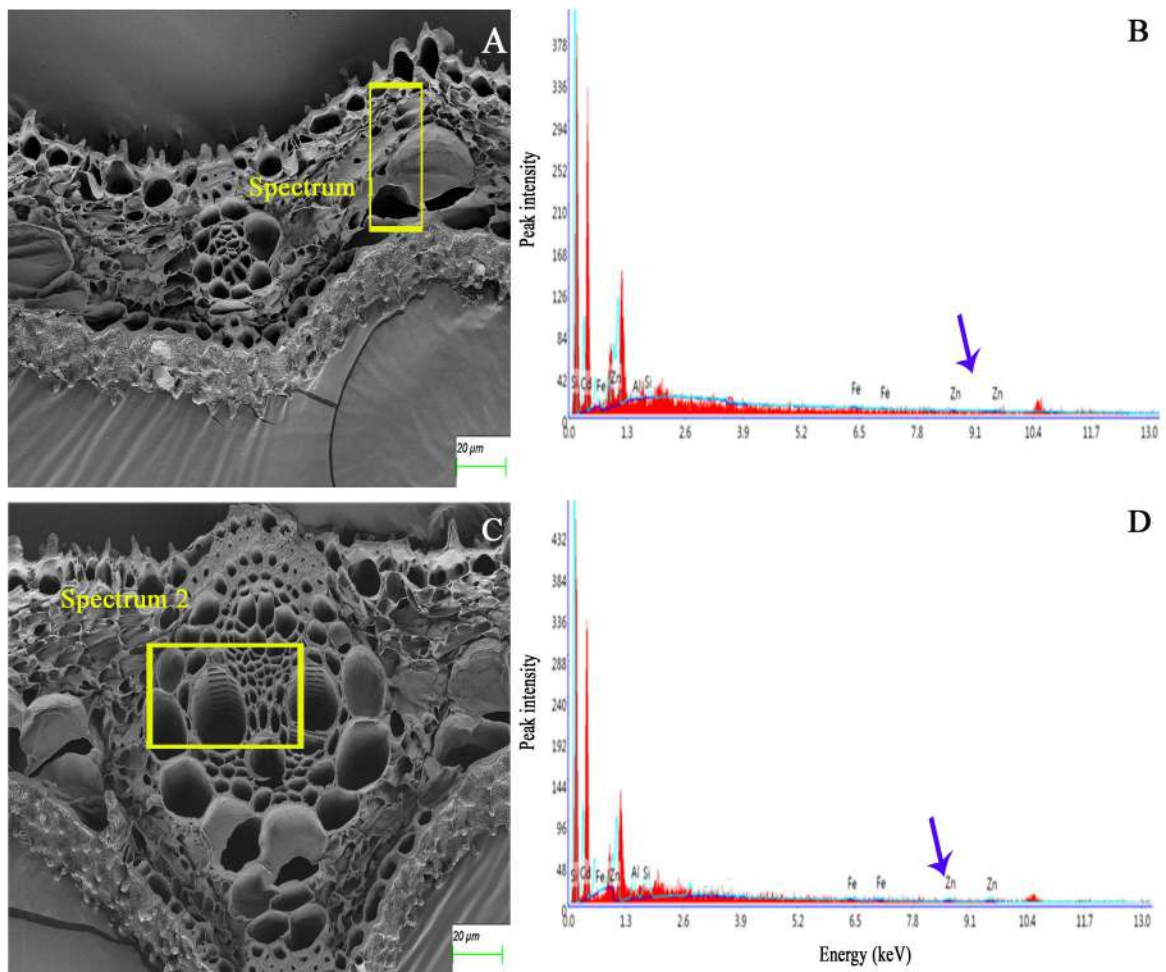 A
Spectrum
20 µm
B
Peak intensity
378
336
294
252
210
168
126
84
42
0
Si Cd Fe Zn Al Si Fe Fe Zn Zn
0.0 1.3 2.6 3.9 5.2 6.5 7.8 9.1 10.4 11.7 13.0
C
Spectrum 2
20 µm
D
Peak intensity
432
384
336
288
240
192
144
96
48
0
Cd Fe Zn Al Si Fe Fe Zn Zn
0.0 1.3 2.6 3.9 5.2 6.5 7.8 9.1 10.4 11.7 13.0
Energy (keV)